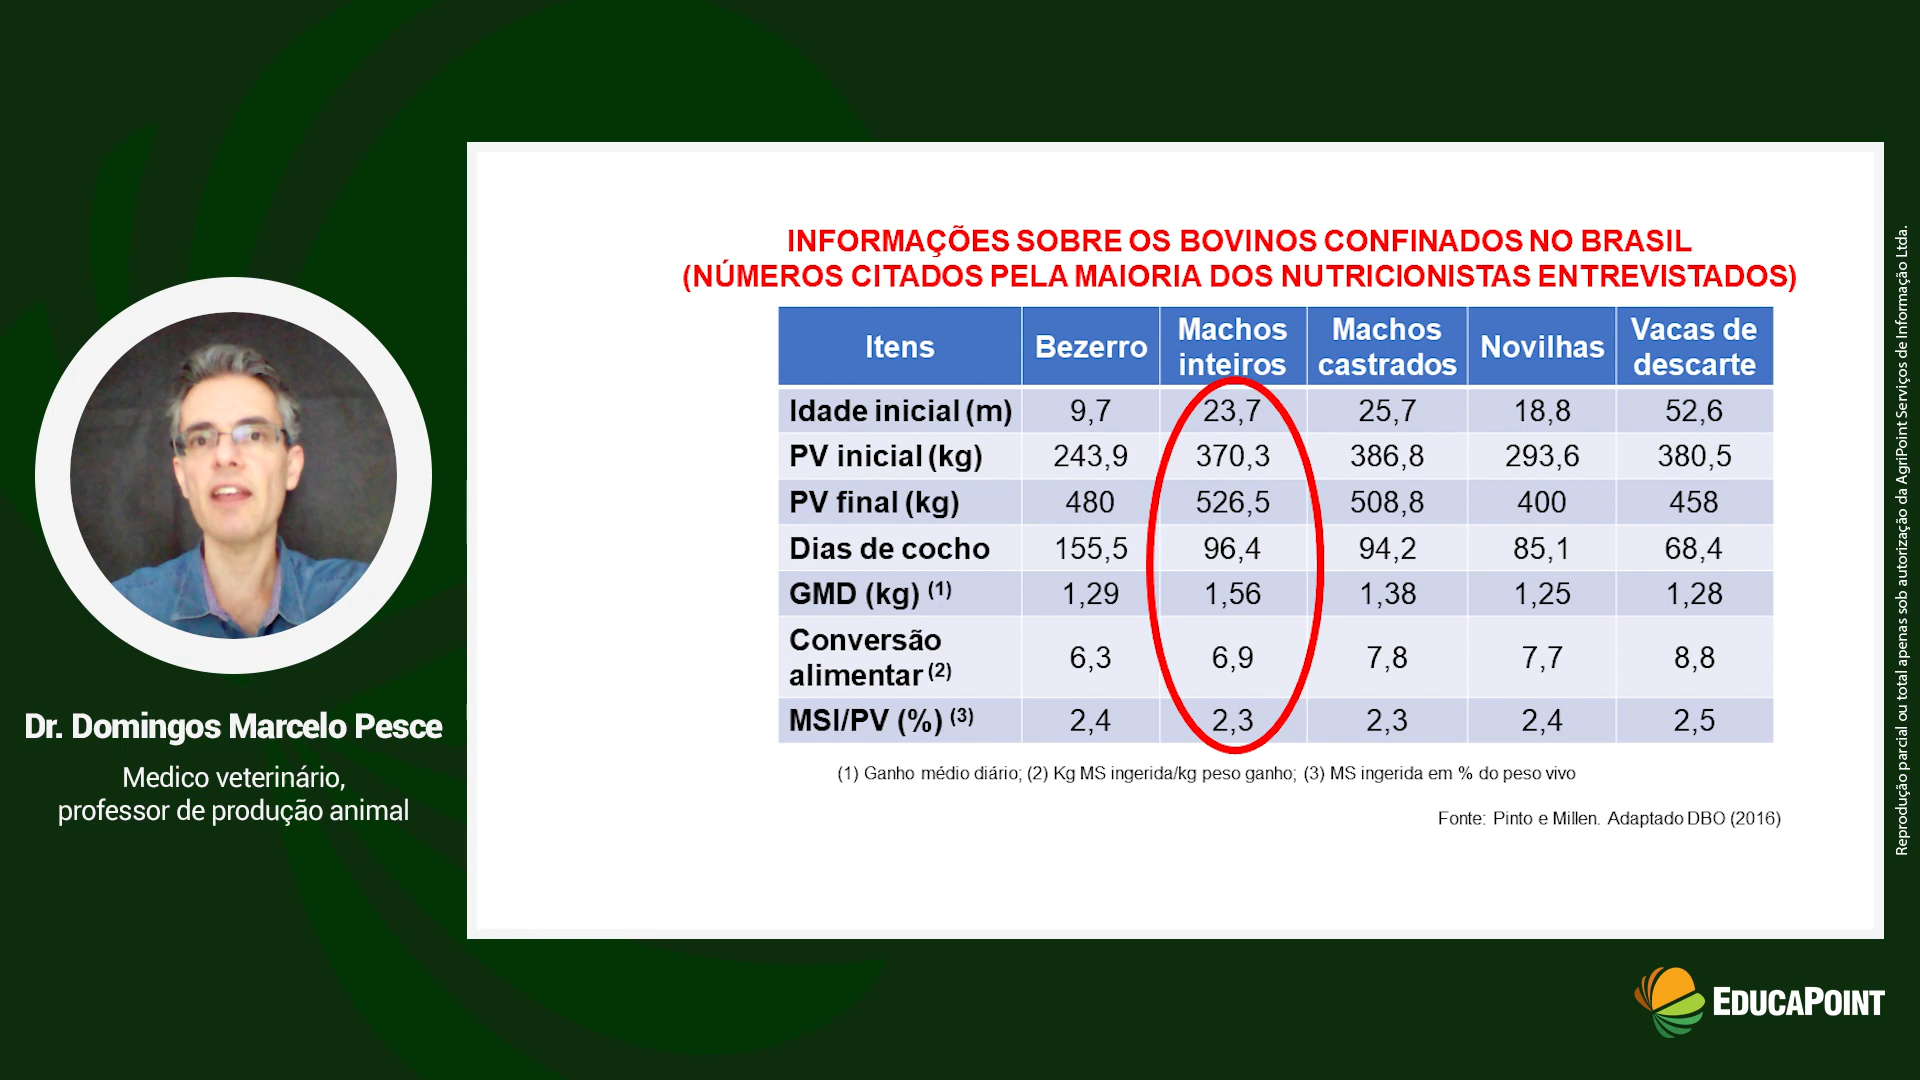 INFORMAÇÕES SOBRE OS BOVINOS CONFINADOS NO BRASIL
(NÚMEROS CITADOS PELA MAIORIA DOS NUTRICIONISTAS ENTREVISTADOS)
Itens Bezerro Machos inteiros Machos castrados Novilhas Vacas de descarte
Idade inicial (m) 9,7 23,7 25,7 18,8 52,6
PV inicial (kg) 243,9 370,3 386,8 293,6 380,5
PV final (kg) 480 526,5 508,8 400 458
Dias de cocho 155,5 96,4 94,2 85,1 68,4
GMD (kg) (1) 1,29 1,56 1,38 1,25 1,28
Conversão alimentar (2) 6,3 6,9 7,8 7,7 8,8
MSI/PV (%) (3) 2,4 2,3 2,3 2,4 2,5
(1) Ganho médio diário; (2) Kg MS ingerida/kg peso ganho; (3) MS ingerida em % do peso vivo
Fonte: Pinto e Millen. Adaptado DBO (2016)
Dr. Domingos Marcelo Pesce
Medico veterinário,
professor de produção animal
Reprodução parcial ou total apenas sob autorização da AgriPoint Serviços de Informação Ltda.
EDUCAPOINT